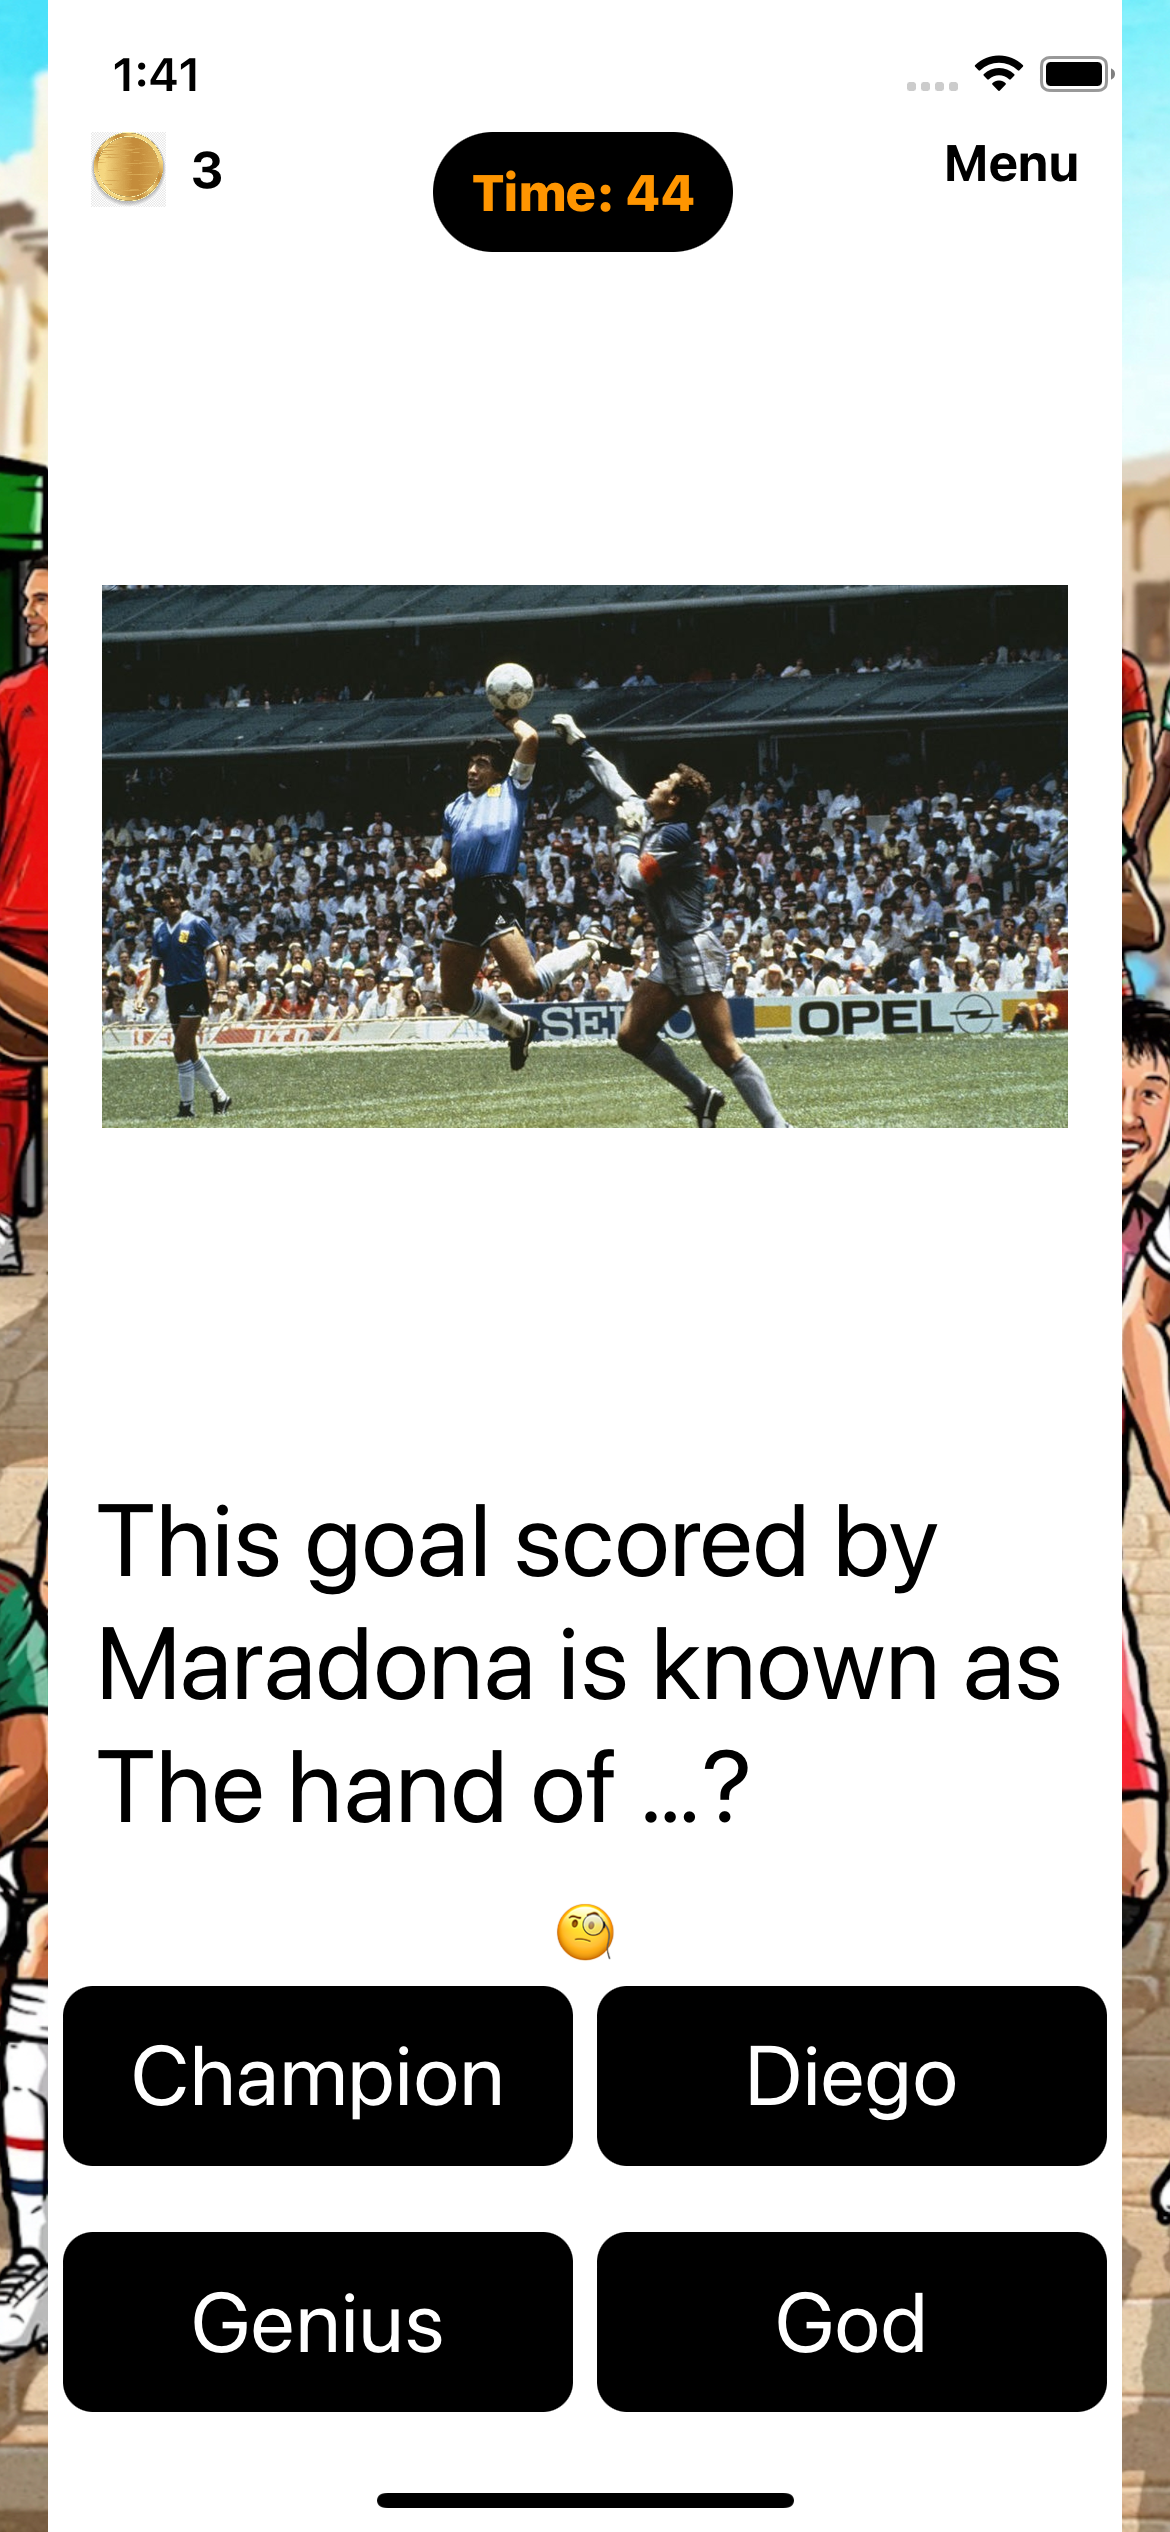 1:41
3
Time: 44
Menu
OPEL
This goal scored by
Maradona is known as
The hand of ...?
Champion
Diego
Genius
God